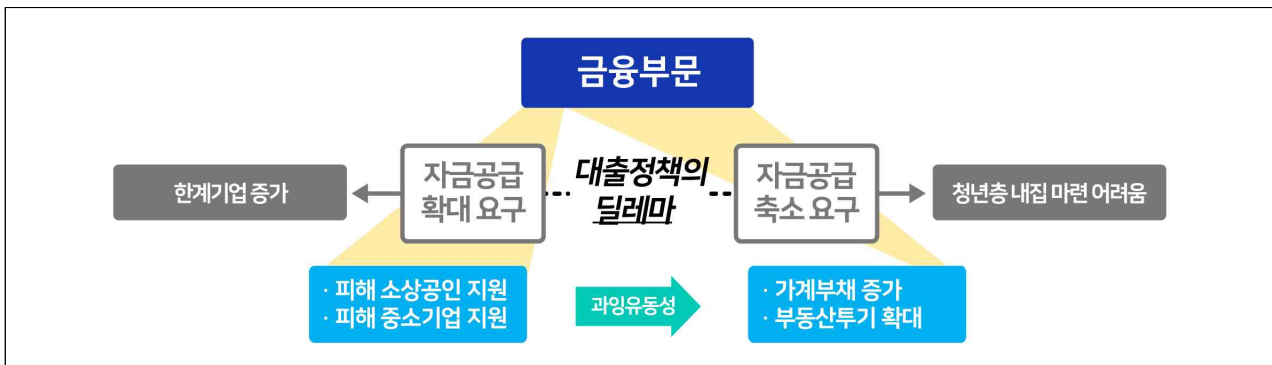 금융부문
한계기업 증가
자금공급
확대 요구
대출정책의
딜레마
자금공급
축소 요구
청년층 내집 마련 어려움
· 피해 소상공인 지원
· 피해 중소기업 지원
과잉유동성
· 가계부채 증가
· 부동산투기 확대